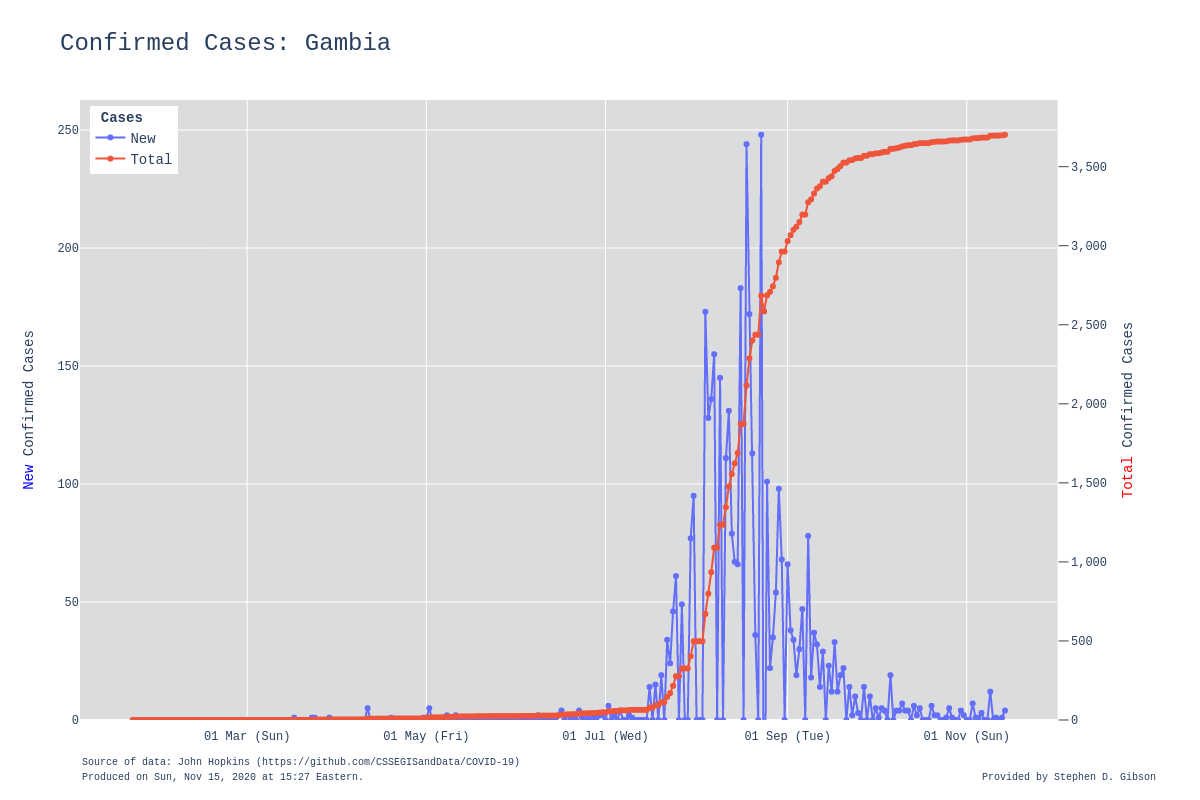 Confirmed Cases: Gambia
Cases
New
Total
250
200
150
100
50
0
3,500
3,000
2,500
2,000
1,500
1,000
500
0
New Confirmed Cases
Total Confirmed Cases
01 Mar (Sun)
01 May (Fri)
01 Jul (Wed)
01 Sep (Tue)
01 Nov (Sun)
Source of data: John Hopkins (https://github.com/CSSEGISandData/COVID-19)
Produced on Sun, Nov 15, 2020 at 15:27 Eastern.
Provided by Stephen D. Gibson